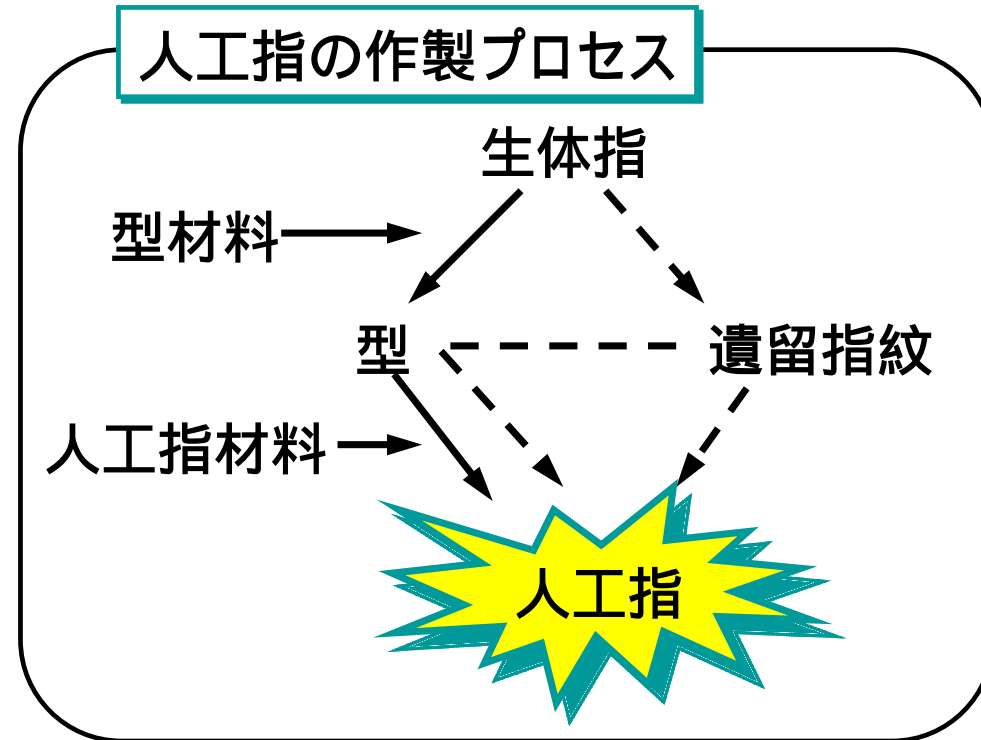 人工指の作製プロセス
生体指
型材料
型
遺留指紋
人工指材料
人工指